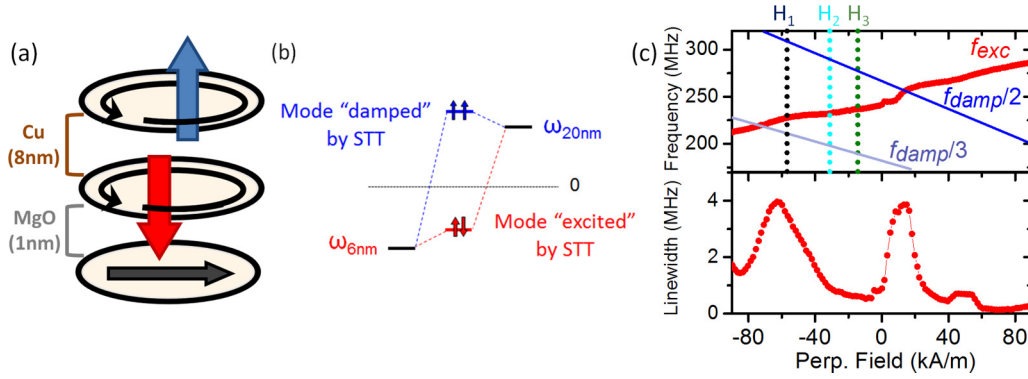 (a)
Cu
(8nm)
MgO
(1nm)
(b)
Mode “damped”
by STT
ω20nm
0
ω6nm
Mode “excited”
by STT
(c)
H1 H2 H3
Frequency (MHz)
300
250
200
fexc
fdamp/2
fdamp/3
Linewidth (MHz)
4
2
0
-80 -40 0 40 80
Perp. Field (kA/m)